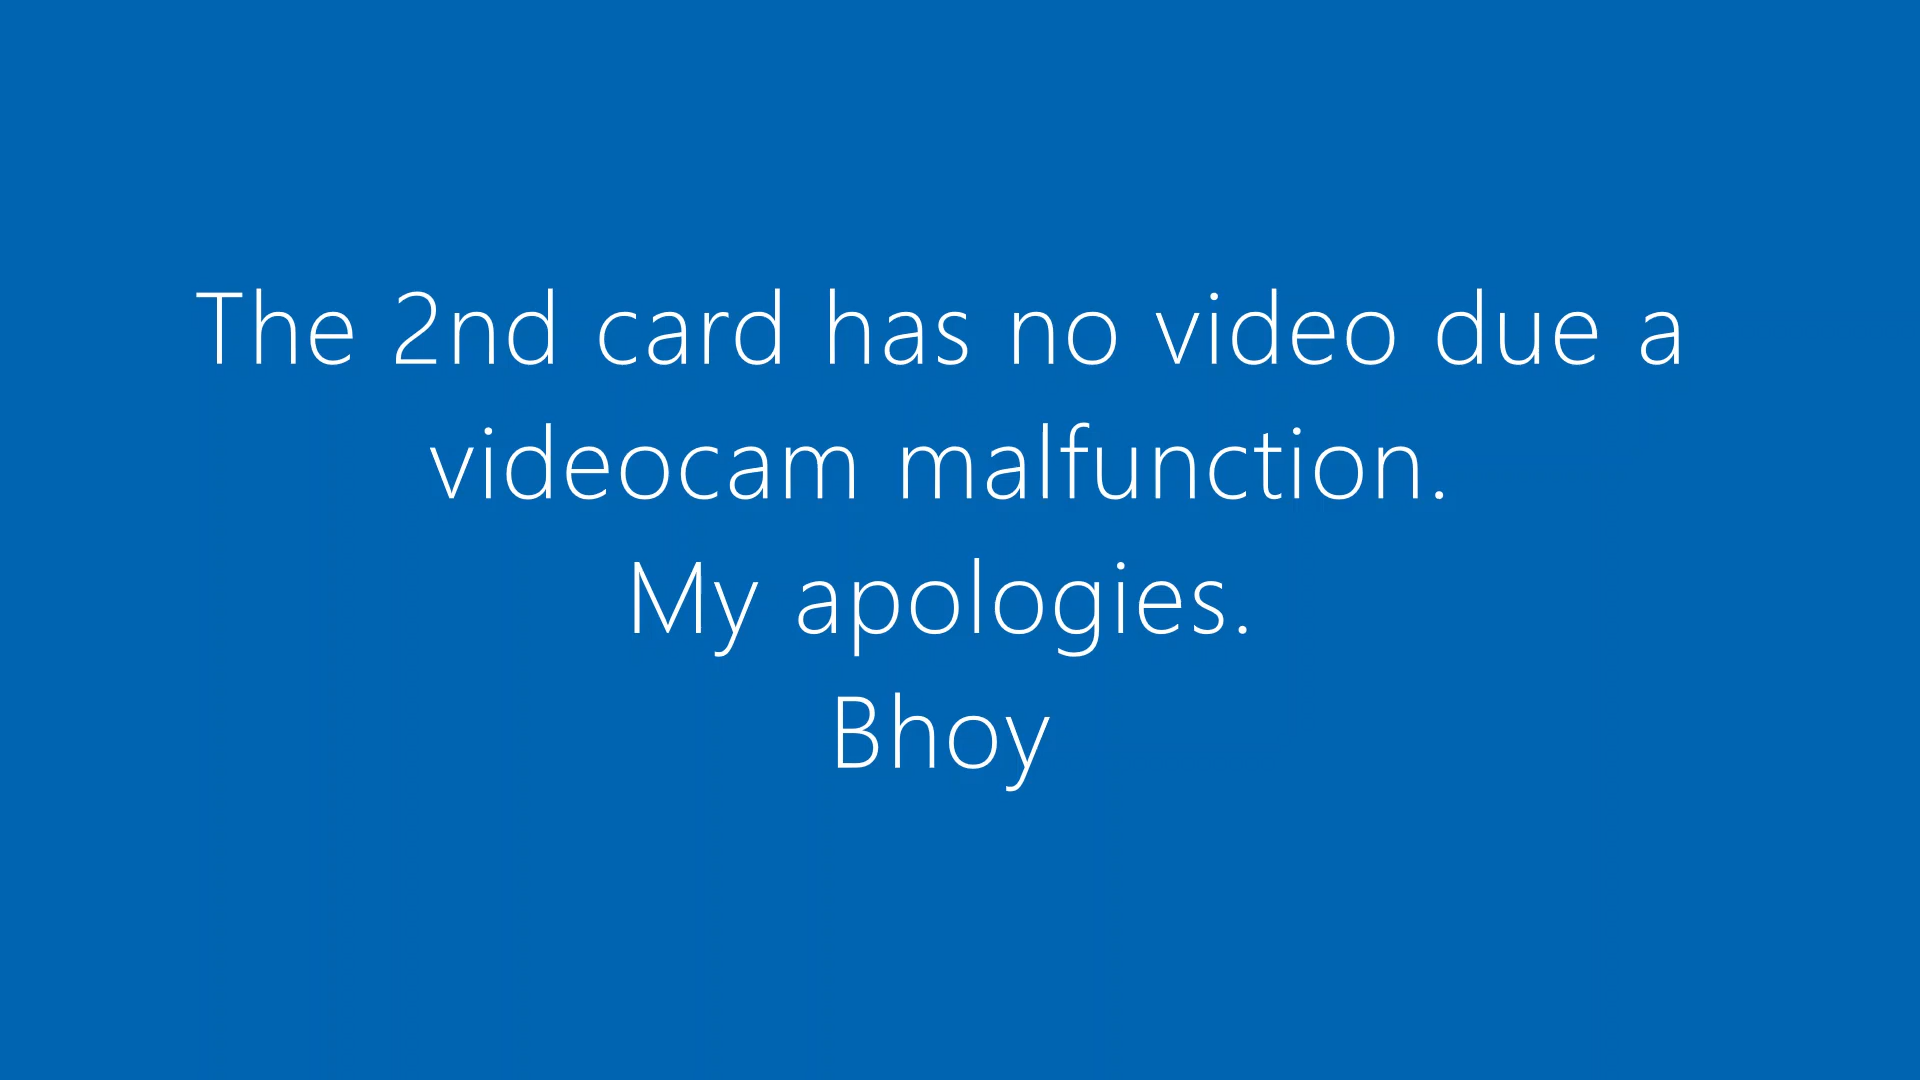 The 2nd card has no video due a
videocam malfunction.
My apologies.
Bhoy